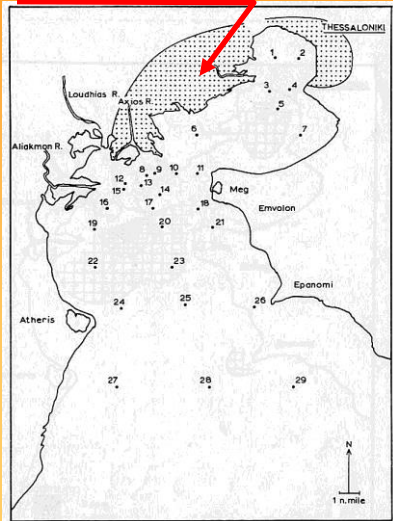 THESSALONIKI
1 2
3 4
5
Loudhias R.
Axios R.
6 7
Aliakmon R.
8 9 10 11
12 13
15 14
Meg
16 17 18
Emvolon
19 20 21
22 23
Epanomi
24 25 26
Atheris
27 28 29
N
1 n.mile